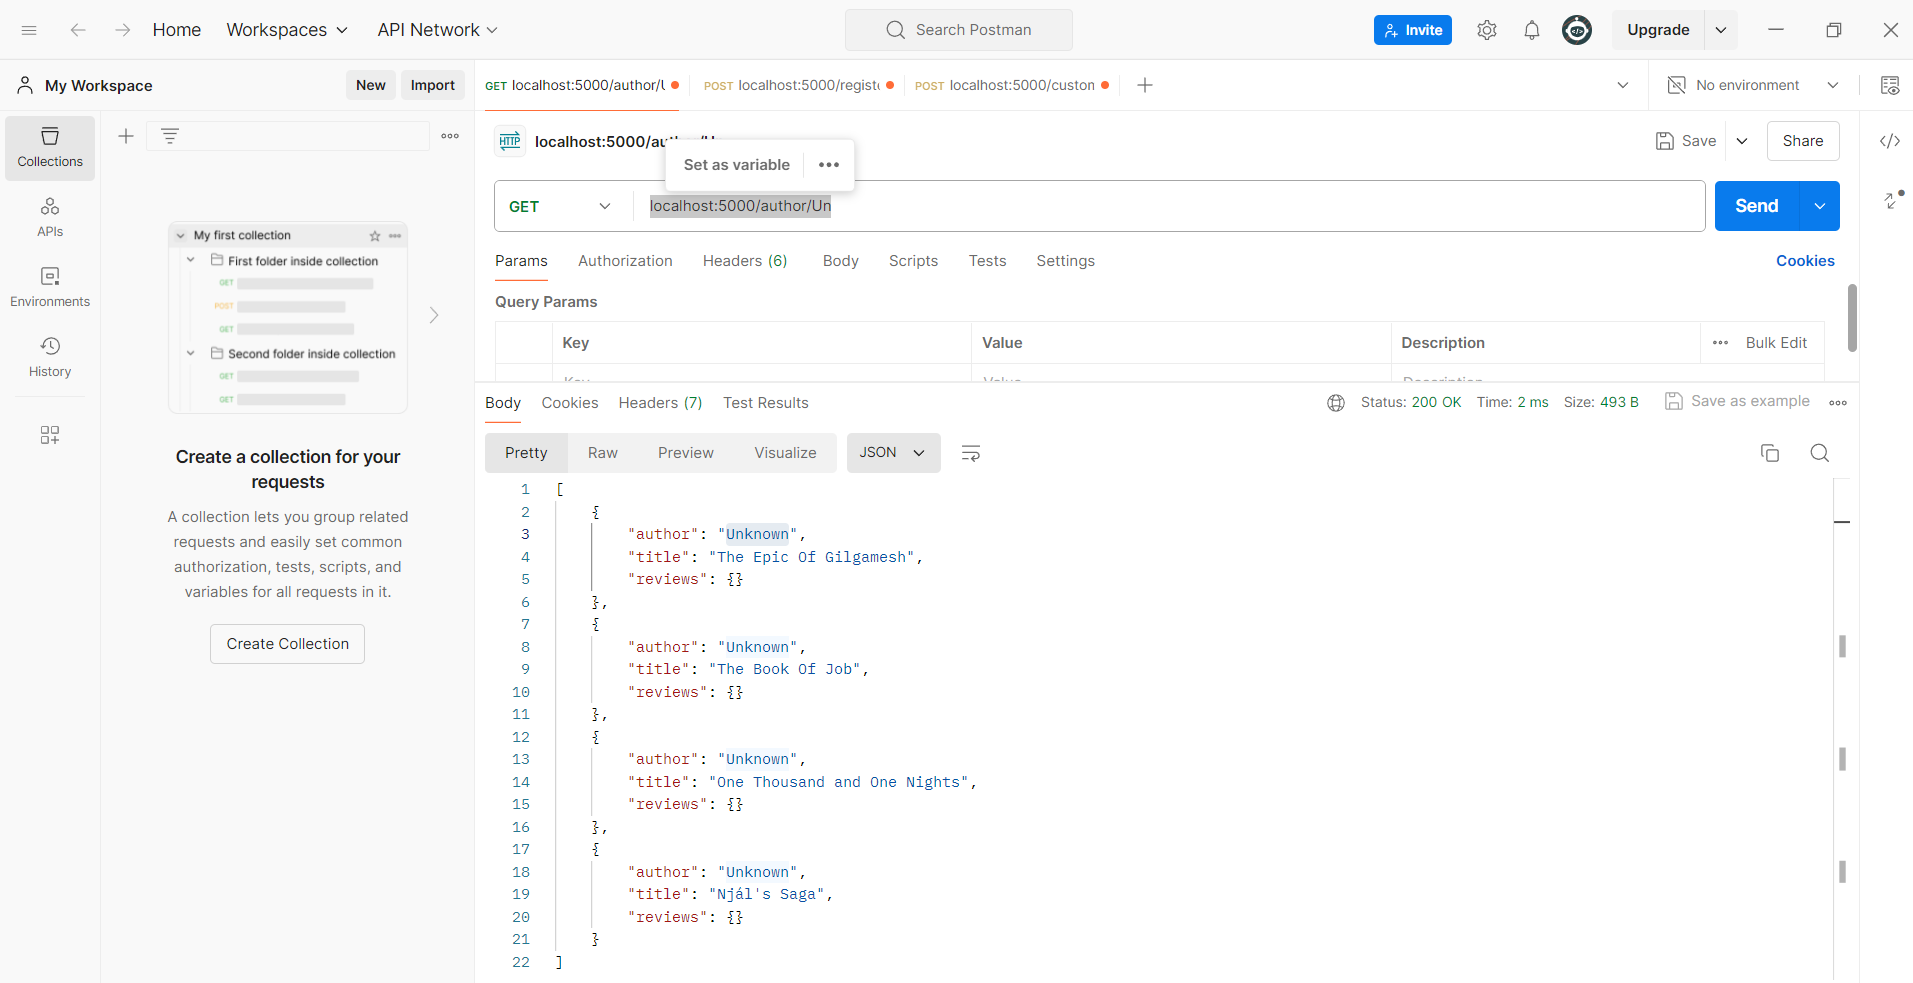 Home Workspaces API Network Search Postman Invite Upgrade
My Workspace New Import
GET localhost:5000/author/U POST localhost:5000/regist POST localhost:5000/custom No environment
Collections
APIs
Environments
History
My first collection
First folder inside collection
GET
POST
GET
Second folder inside collection
GET
GET
Create a collection for your
requests
A collection lets you group related
requests and easily set common
authorization, tests, scripts, and
variables for all requests in it.
Create Collection
HTTP localhost:5000/au Save Share
Set as variable
GET localhost:5000/author/Un Send
Params Authorization Headers (6) Body Scripts Tests Settings Cookies
Query Params
Key Value Description Bulk Edit
Key Value Description
Body Cookies Headers (7) Test Results Status: 200 OK Time: 2 ms Size: 493 B Save as example
Pretty Raw Preview Visualize JSON
1 [
2 {
3 "author": "Unknown",
4 "title": "The Epic Of Gilgamesh",
5 "reviews": {}
6 },
7 {
8 "author": "Unknown",
9 "title": "The Book Of Job",
10 "reviews": {}
11 },
12 {
13 "author": "Unknown",
14 "title": "One Thousand and One Nights",
15 "reviews": {}
16 },
17 {
18 "author": "Unknown",
19 "title": "Njál's Saga",
20 "reviews": {}
21 }
22 ]